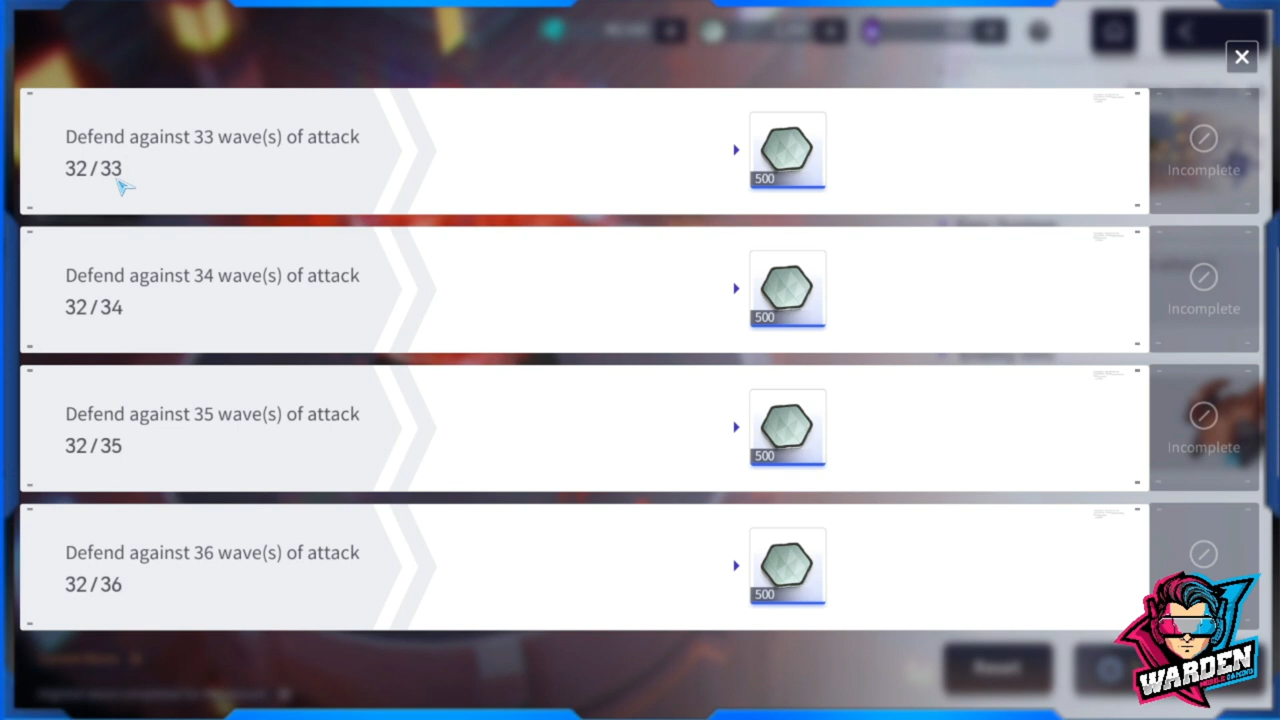 Defend against 33 wave(s) of attack
32/33
500
Incomplete
Defend against 34 wave(s) of attack
32/34
500
Incomplete
Defend against 35 wave(s) of attack
32/35
500
Incomplete
Defend against 36 wave(s) of attack
32/36
500
WARDEN
MOBILE GAMING